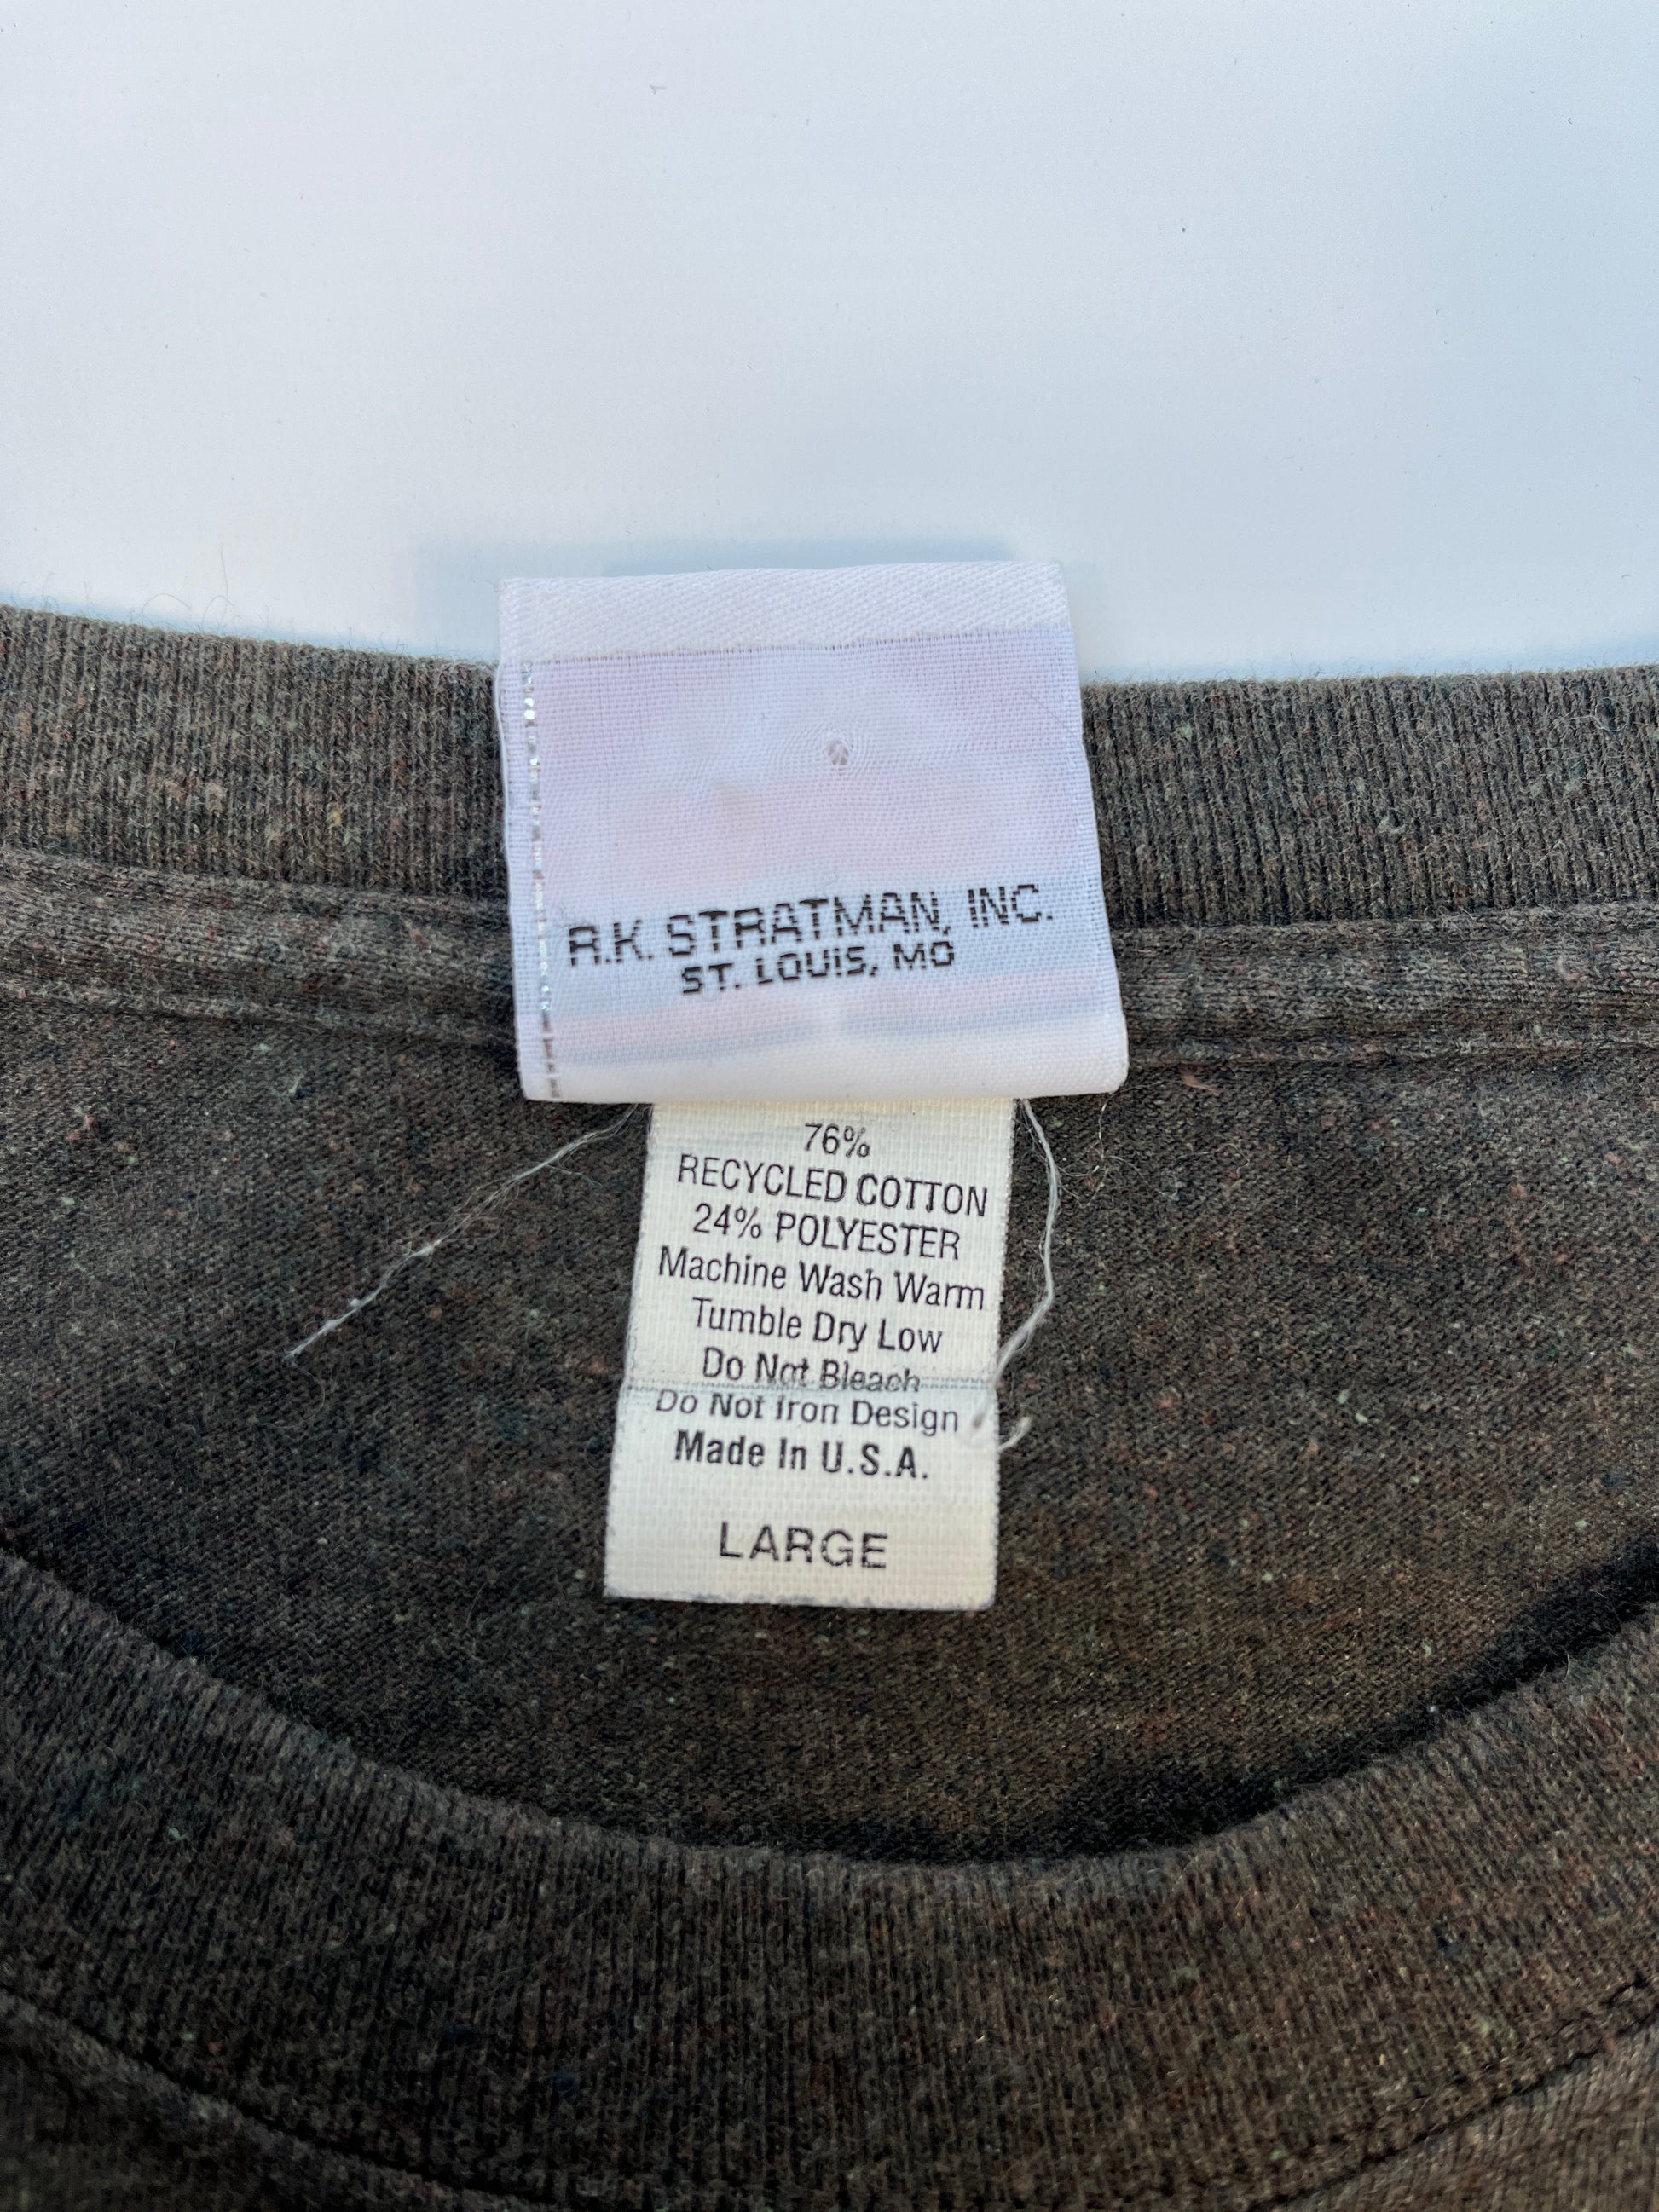 R.K. STRATMAN, INC.
ST. LOUIS, MO
76%
RECYCLED COTTON
24% POLYESTER
Machine Wash Warm
Tumble Dry Low
Do Not Bleach
Do Not Iron Design
Made In U.S.A.
LARGE